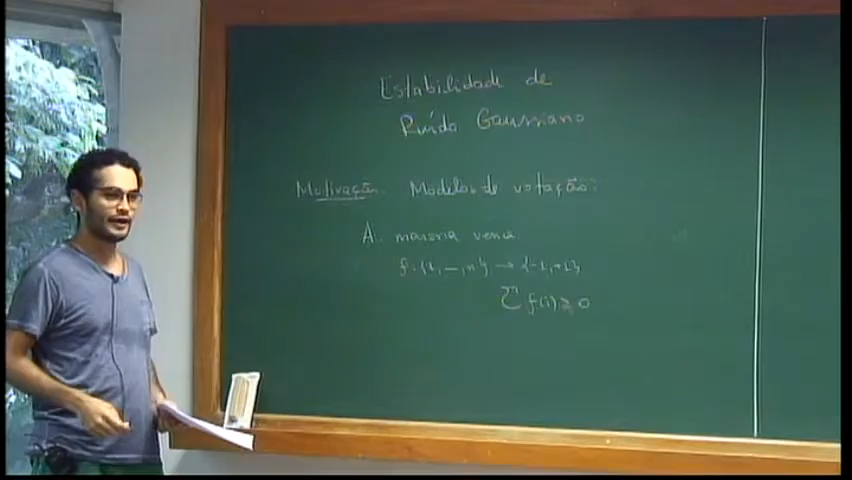 Estabilidade de
Ruído Gaussiano
Motivação: Modelos de votação:
A. maioria vence
f: {1, ..., n} → {-1, +1}
Σ f(i) ≥ 0